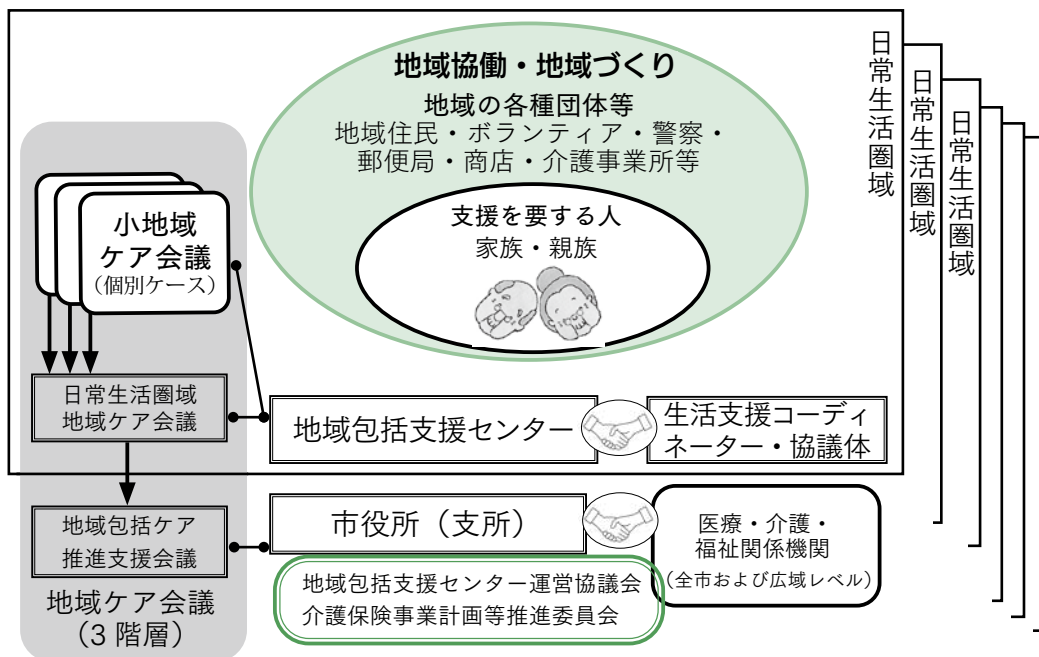 地域協働・地域づくり
地域の各種団体等
地域住民・ボランティア・警察・
郵便局・商店・介護事業所等
支援を要する人
家族・親族
日常生活圏域
日常生活圏域
日常生活圏域
小地域
ケア会議
(個別ケース)
日常生活圏域
地域ケア会議
地域包括支援センター
生活支援コーディ
ネーター・協議体
地域包括ケア
推進支援会議
市役所(支所)
医療・介護・
福祉関係機関
(全市および広域レベル)
地域包括支援センター運営協議会
介護保険事業計画等推進委員会
地域ケア会議
(3 階層)